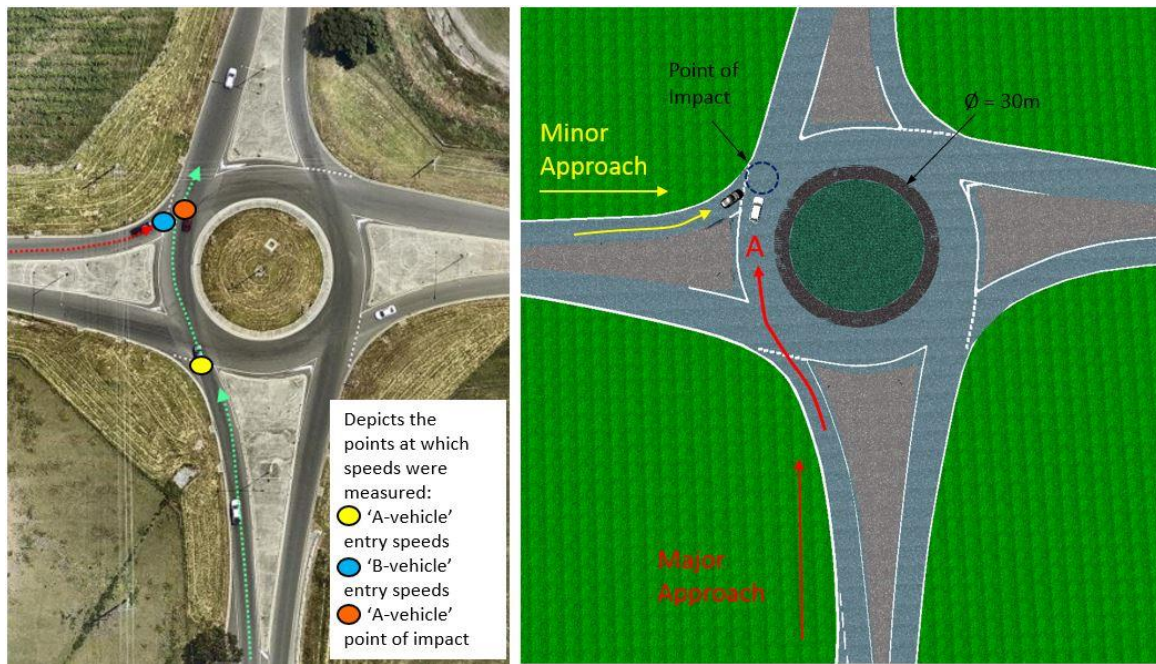 Depicts the
points at which
speeds were
measured:
‘A-vehicle’
entry speeds
‘B-vehicle’
entry speeds
‘A-vehicle’
point of impact
Point of
Impact
Ø = 30m
Minor
Approach
A
Major
Approach